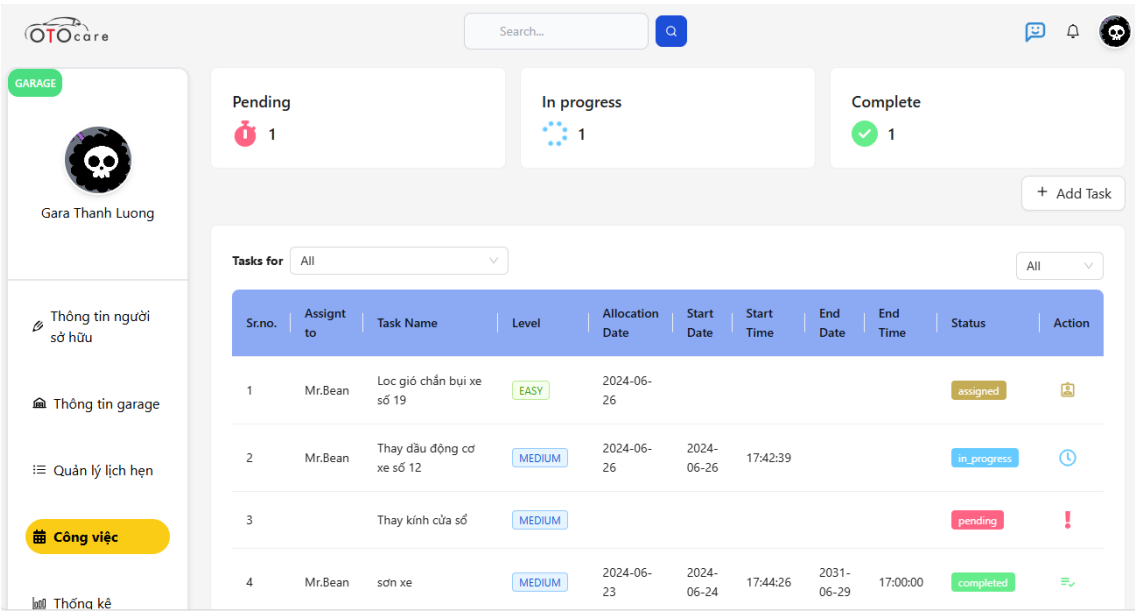 OTOcare
Search...
GARAGE
Gara Thanh Luong
Thông tin người
sở hữu
Thông tin garage
Quản lý lịch hẹn
Công việc
Thống kê
Pending
1
In progress
1
Complete
1
+ Add Task
Tasks for All
All
Sr.no. Assignt to Task Name Level Allocation Date Start Date Start Time End Date End Time Status Action
1 Mr.Bean Loc gió chắn bụi xe số 19 EASY 2024-06-26 assigned
2 Mr.Bean Thay dầu động cơ xe số 12 MEDIUM 2024-06-26 2024-06-26 17:42:39 in_progress
3 Thay kính cửa sổ MEDIUM pending
4 Mr.Bean sơn xe MEDIUM 2024-06-23 2024-06-24 17:44:26 2031-06-29 17:00:00 completed